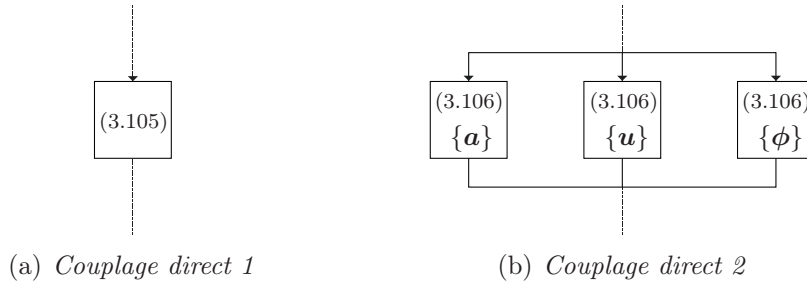 (3.105)
(3.106) (3.106) (3.106)
{a} {u} {ϕ}
(a) Couplage direct 1 (b) Couplage direct 2